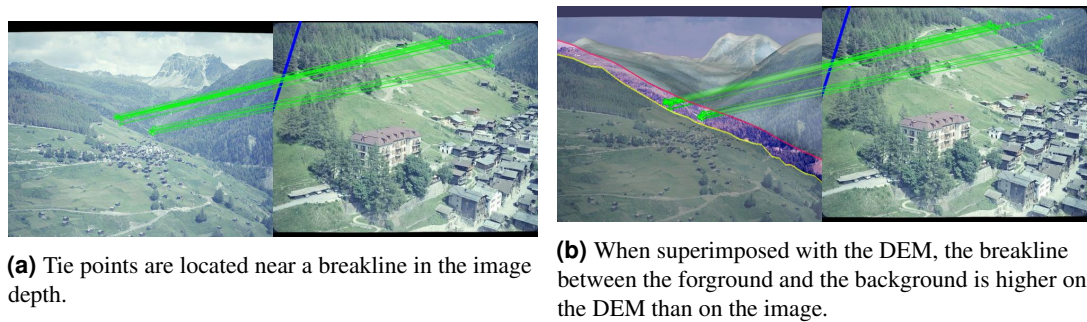 (a) Tie points are located near a breakline in the image
depth.
(b) When superimposed with the DEM, the breakline
between the forground and the background is higher on
the DEM than on the image.